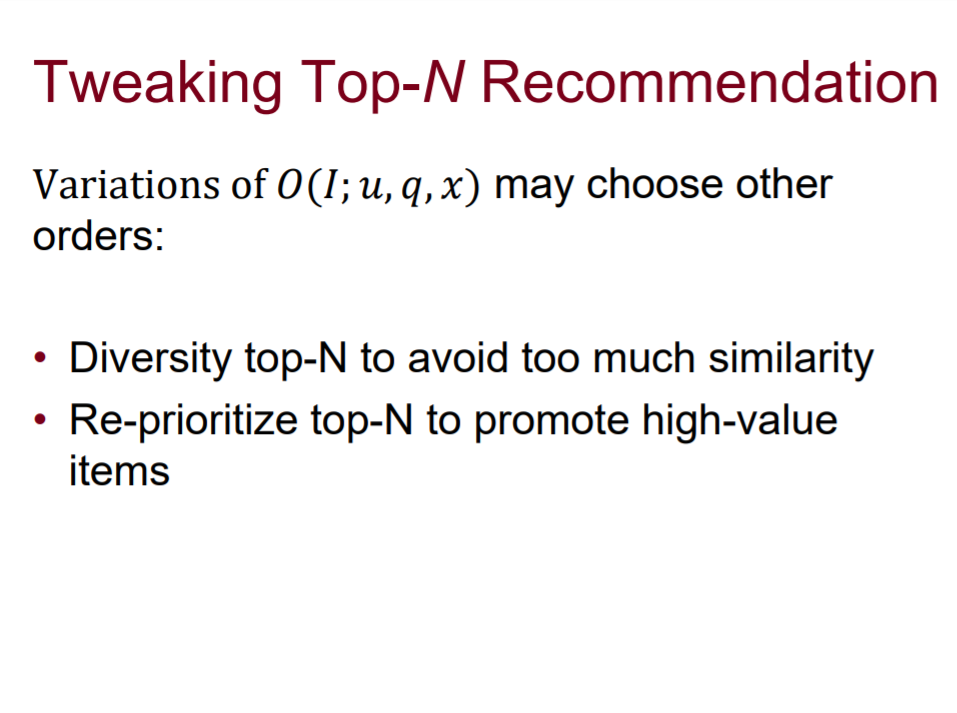 Tweaking Top-N Recommendation
Variations of O(I; u, q, x) may choose other
orders:
• Diversity top-N to avoid too much similarity
• Re-prioritize top-N to promote high-value
items